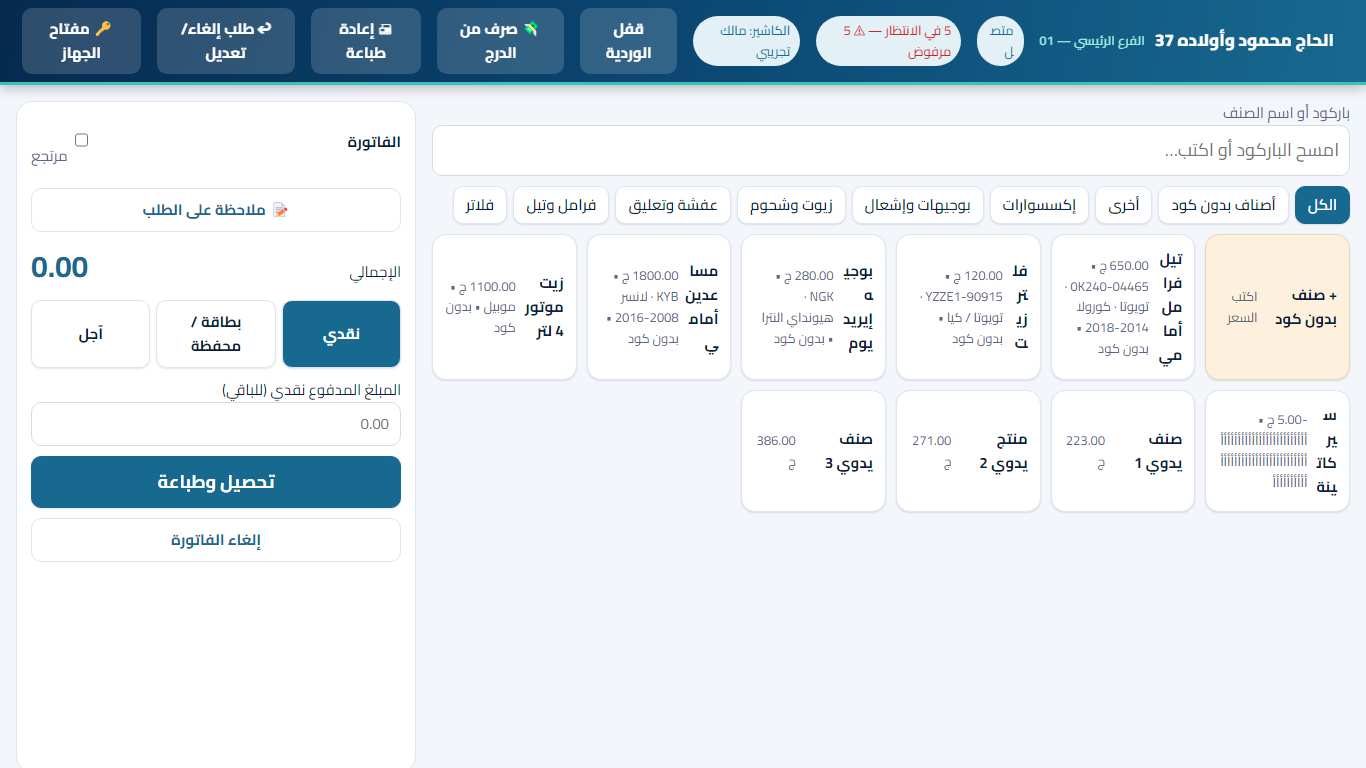 الحاج محمود وأولاده 37
الفرع الرئيسي — 01
متصل
5 في الانتظار — ⚠ 5 مرفوض
الكاشير: مالك تجريبي
قفل الوردية
💸 صرف من الدرج
🖨 إعادة طباعة
↩ طلب إلغاء/تعديل
🔑 مفتاح الجهاز
باركود أو اسم الصنف
امسح الباركود أو اكتب...
الكل
أصناف بدون كود
أخرى
إكسسوارات
بوجيهات وإشعال
زيوت وشحوم
عفشة وتعليق
فرامل وتيل
فلاتر
+ صنف بدون كود
اكتب السعر
تيل فرامل أمامي
650.00 ج • 04465-0K240 · تويوتا · كورولا 2014-2018 • بدون كود
فلتر زيت
120.00 ج • 90915-YZZE1 · تويوتا / كيا • بدون كود
بوجيه إيريديوم
280.00 ج • NGK · هيونداي النترا • بدون كود
مساعدين أمامي
1800.00 ج • KYB · لانسر 2008-2016 • بدون كود
زيت موتور 4 لتر
1100.00 ج • موبيل • بدون كود
سير كاتينة
-5.00 ج •
صنف يدوي 1
223.00 ج
منتج يدوي 2
271.00 ج
صنف يدوي 3
386.00 ج
الفاتورة
مرتجع
📝 ملاحظة على الطلب
الإجمالي
0.00
نقدي
بطاقة / محفظة
آجل
المبلغ المدفوع نقدي (للباقي)
0.00
تحصيل وطباعة
إلغاء الفاتورة